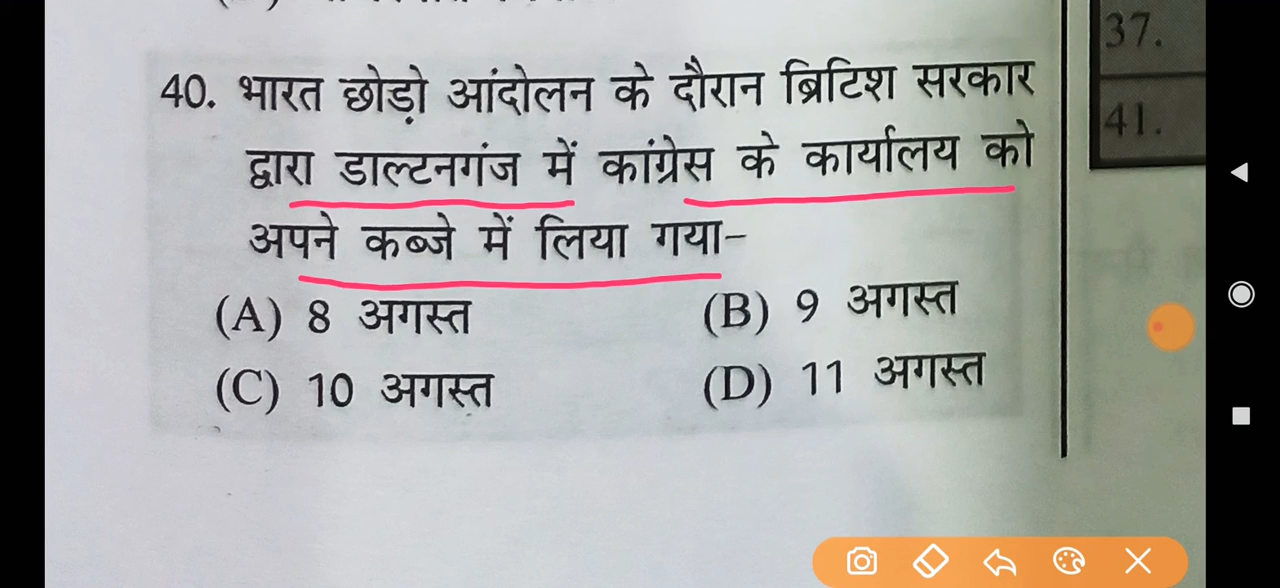 37.
41.
40. भारत छोड़ो आंदोलन के दौरान ब्रिटिश सरकार
द्वारा डाल्टनगंज में कांग्रेस के कार्यालय को
अपने कब्जे में लिया गया–
(A) 8 अगस्त
(B) 9 अगस्त
(C) 10 अगस्त
(D) 11 अगस्त